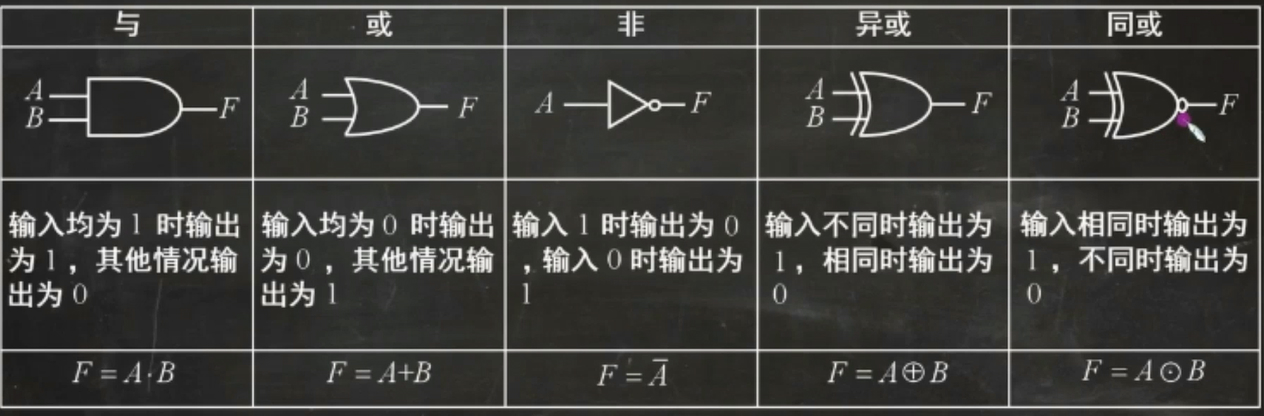 与 或 非 异或 同或
A
B
F
A
B
F
A
F
A
B
F
A
B
F
输入均为 1 时输出
为 1 ，其他情况输
出为 0
输入均为 0 时输出
为 0 ，其他情况输
出为 1
输入 1 时输出为 0
，输入 0 时输出为
1
输入不同时输出为
1 ，相同时输出为
0
输入相同时输出为
1 ，不同时输出为
0
F = A·B
F = A+B
F = A̅
F = A⊕B
F = A⊙B